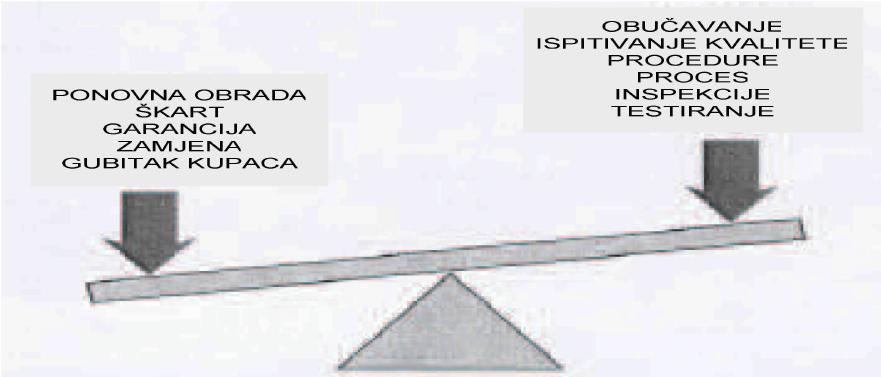 PONOVNA OBRADA
ŠKART
GARANCIJA
ZAMJENA
GUBITAK KUPACA
OBUČAVANJE
ISPITIVANJE KVALITETE
PROCEDURE
PROCES
INSPEKCIJE
TESTIRANJE